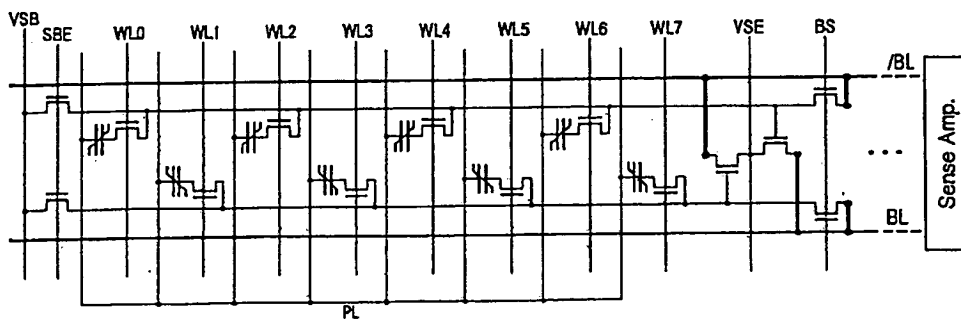 VSB
SBE
WL0
WL1
WL2
WL3
WL4
WL5
WL6
WL7
VSE
BS
/BL
Sense Amp.
BL
PL